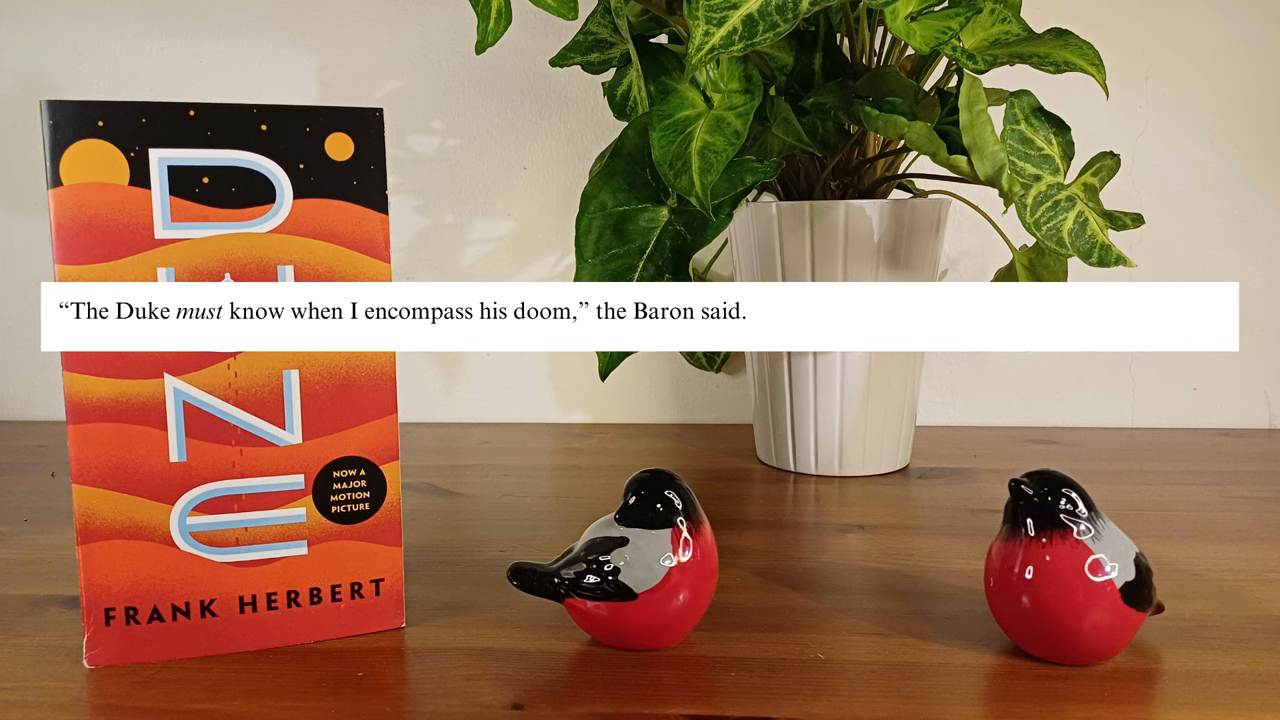 DUNE
“The Duke must know when I encompass his doom,” the Baron said.
NOW A
MAJOR
MOTION
PICTURE
FRANK HERBERT